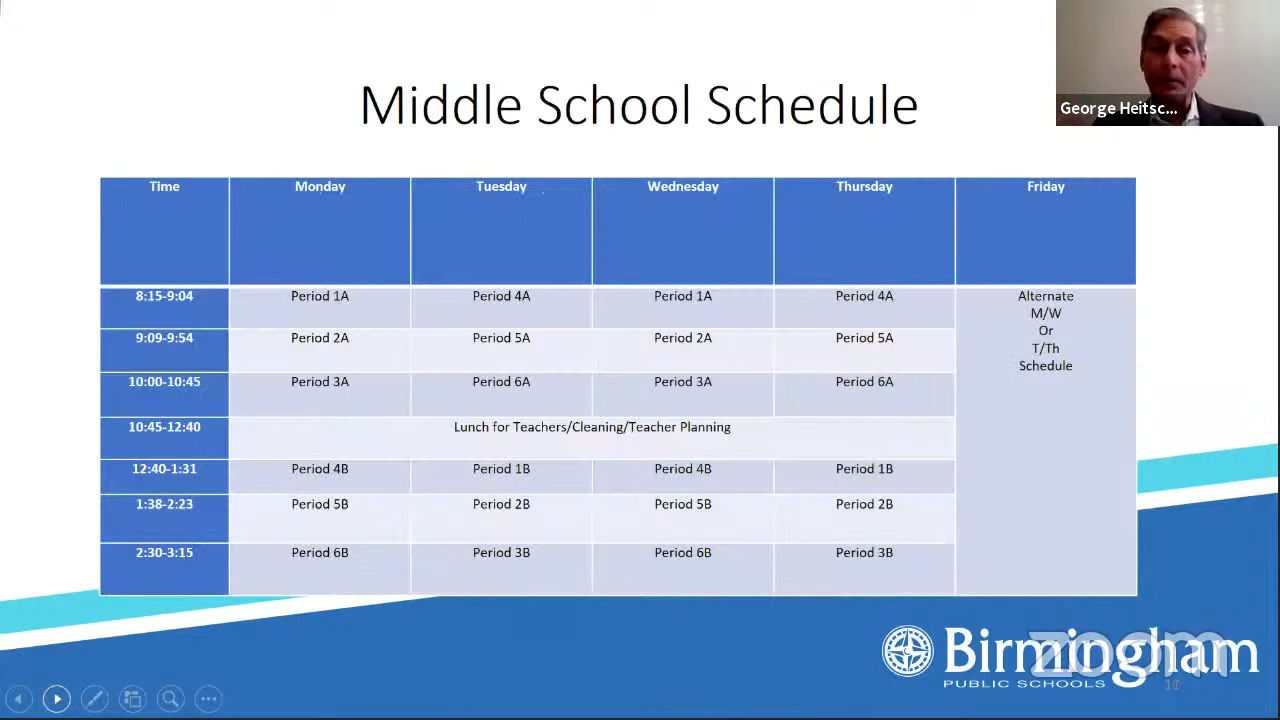 George Heitsc...
Middle School Schedule
Time Monday Tuesday Wednesday Thursday Friday
8:15-9:04 Period 1A Period 4A Period 1A Period 4A Alternate
M/W
Or
T/Th
Schedule
9:09-9:54 Period 2A Period 5A Period 2A Period 5A
10:00-10:45 Period 3A Period 6A Period 3A Period 6A
10:45-12:40 Lunch for Teachers/Cleaning/Teacher Planning
12:40-1:31 Period 4B Period 1B Period 4B Period 1B
1:38-2:23 Period 5B Period 2B Period 5B Period 2B
2:30-3:15 Period 6B Period 3B Period 6B Period 3B
Birmingham
PUBLIC SCHOOLS
zoom